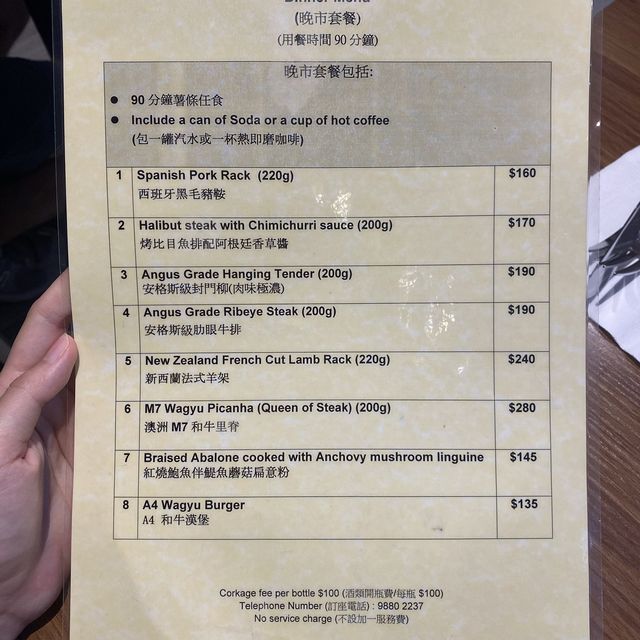 Dinner Menu
(晚市套餐)
(用餐時間 90 分鐘)
晚市套餐包括:
● 90 分鐘薯條任食
● Include a can of Soda or a cup of hot coffee
(包一罐汽水或一杯熱即磨咖啡)
1 Spanish Pork Rack (220g) $160
西班牙黑毛豬鞍
2 Halibut steak with Chimichurri sauce (200g) $170
烤比目魚排配阿根廷香草醬
3 Angus Grade Hanging Tender (200g) $190
安格斯級封門柳(肉味極濃)
4 Angus Grade Ribeye Steak (200g) $190
安格斯級肋眼牛排
5 New Zealand French Cut Lamb Rack (220g) $240
新西蘭法式羊架
6 M7 Wagyu Picanha (Queen of Steak) (200g) $280
澳洲 M7 和牛里脊
7 Braised Abalone cooked with Anchovy mushroom linguine $145
紅燒鮑魚伴鯷魚蘑菇扁意粉
8 A4 Wagyu Burger $135
A4 和牛漢堡
Corkage fee per bottle $100 (酒類開瓶費/每瓶 $100)
Telephone Number (訂座電話) : 9880 2237
No service charge (不設加一服務費)